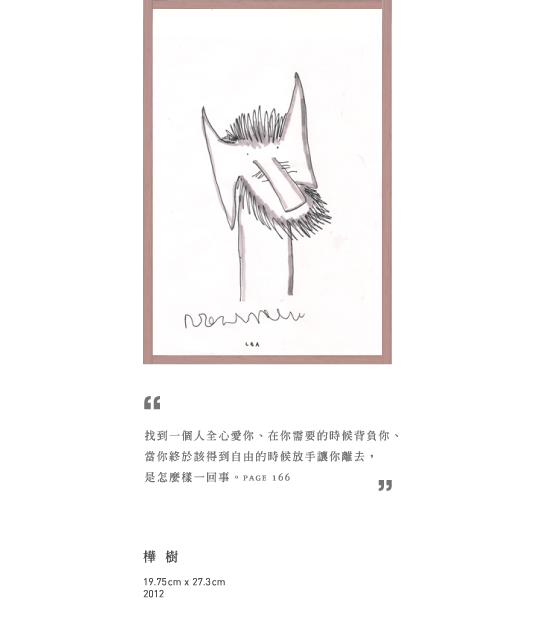 LBA
“
找到一個人全心愛你、在你需要的時候背負你、
當你終於該得到自由的時候放手讓你離去，
是怎麼樣一回事。PAGE 166
”
樺 樹
19.75cm x 27.3cm
2012